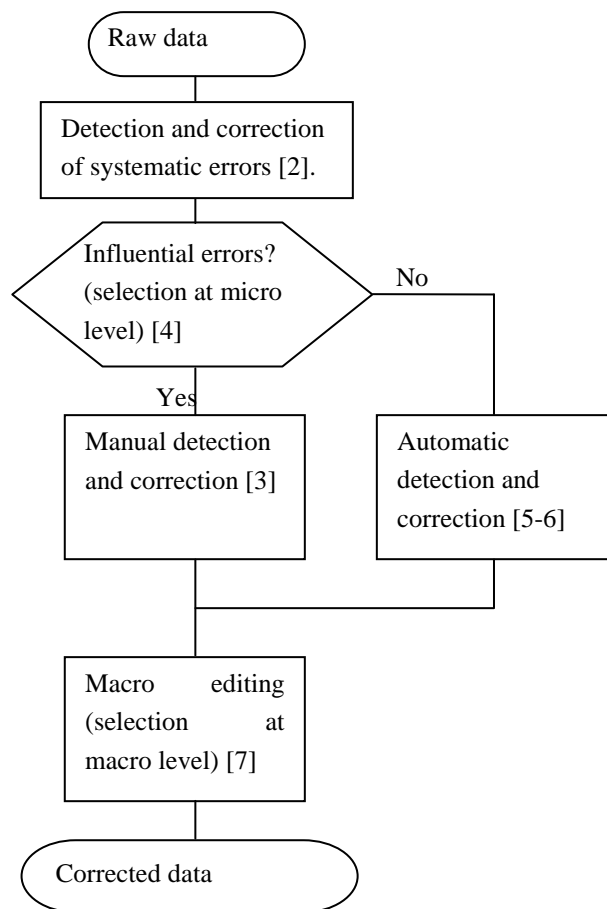 Raw data
Detection and correction
of systematic errors [2].
Influential errors?
(selection at micro
level) [4]
No
Yes
Manual detection
and correction [3]
Automatic
detection and
correction [5-6]
Macro editing
(selection at
macro level) [7]
Corrected data